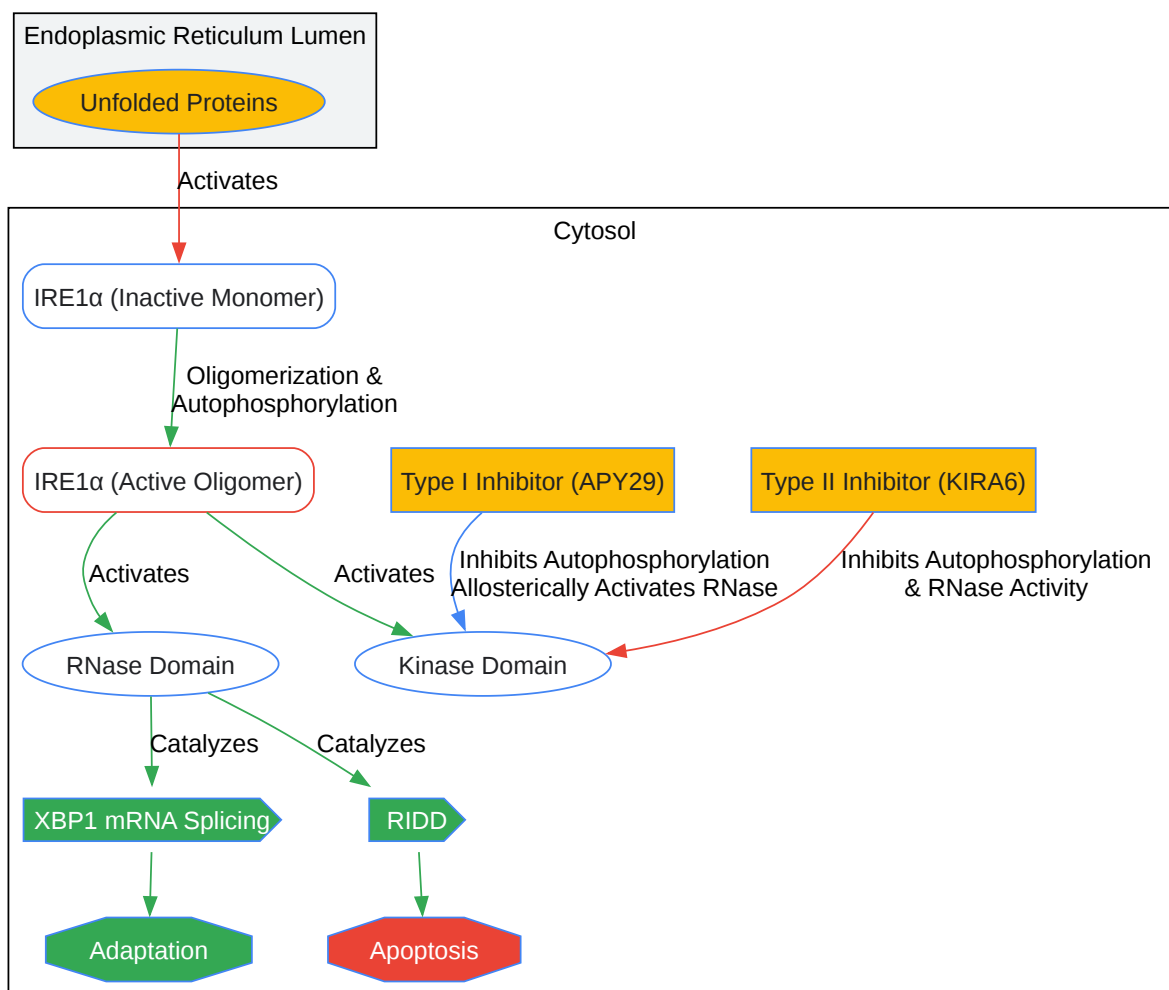 Endoplasmic Reticulum Lumen
Unfolded Proteins
Activates
Cytosol
IRE1α (Inactive Monomer)
Oligomerization &
Autophosphorylation
IRE1α (Active Oligomer)
Type I Inhibitor (APY29)
Type II Inhibitor (KIRA6)
Activates
Activates
Inhibits Autophosphorylation
Allosterically Activates RNase
Inhibits Autophosphorylation
& RNase Activity
RNase Domain
Kinase Domain
Catalyzes
Catalyzes
XBP1 mRNA Splicing
RIDD
Adaptation
Apoptosis